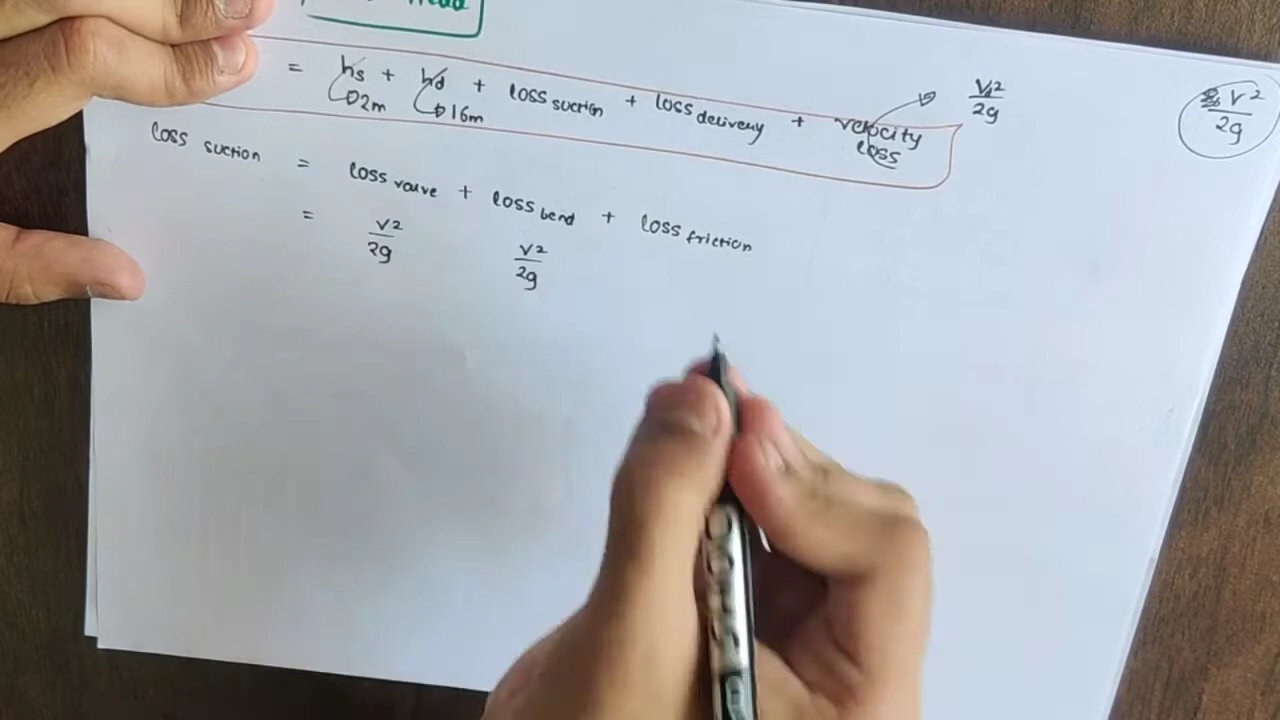 Head
= hs + hd + loss suction + loss delivery + velocity loss V²/2g
2m 16m
V²/2g
loss suction = loss valve + loss bend + loss friction
= V²/2g V²/2g